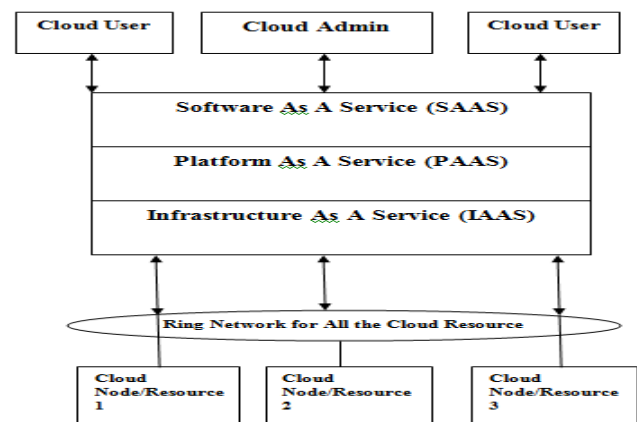 Cloud User
Cloud Admin
Cloud User
Software As A Service (SAAS)
Platform As A Service (PAAS)
Infrastructure As A Service (IAAS)
Ring Network for All the Cloud Resource
Cloud
Node/Resource
1
Cloud
Node/Resource
2
Cloud
Node/Resource
3